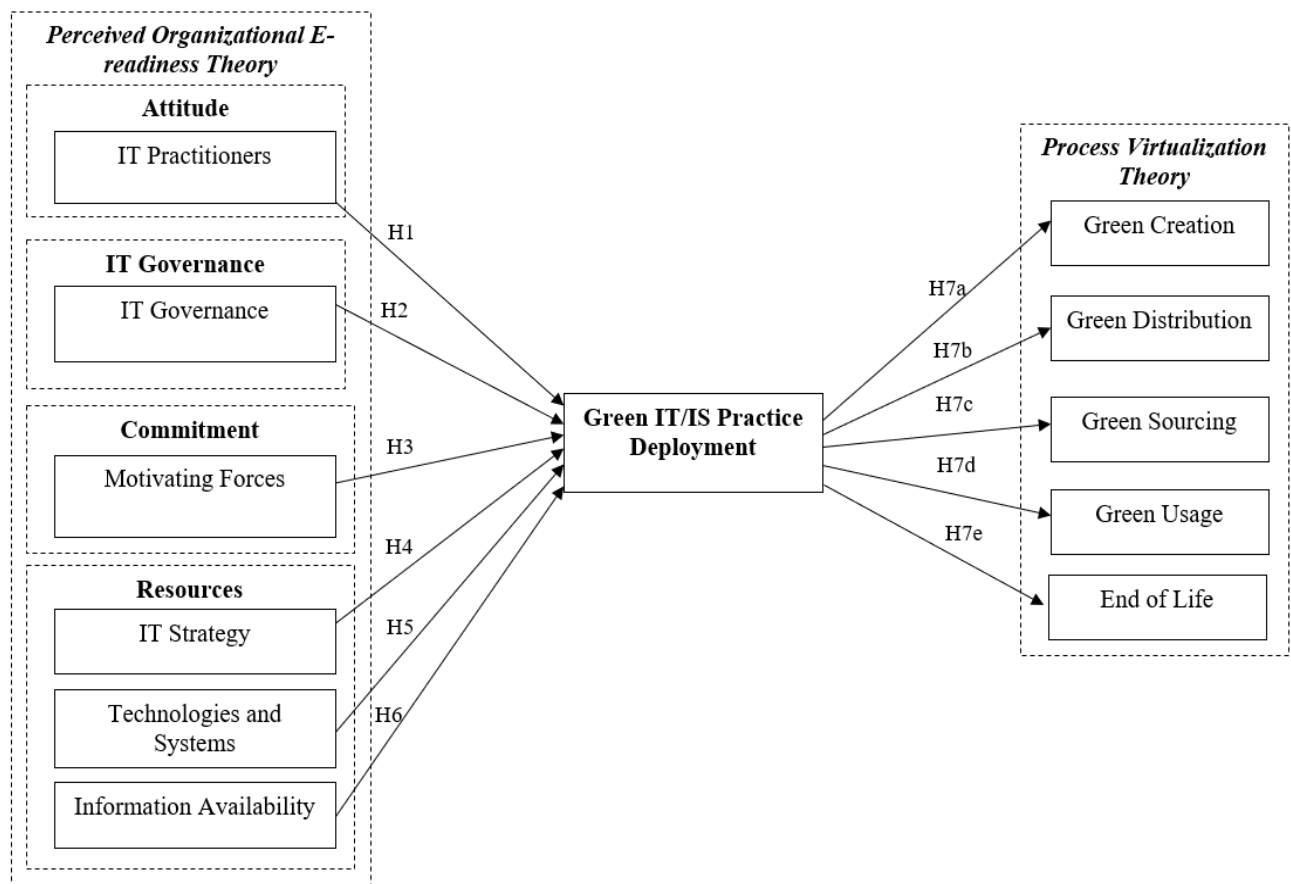 Perceived Organizational E-
readiness Theory
Attitude
IT Practitioners
IT Governance
IT Governance
Commitment
Motivating Forces
Resources
IT Strategy
Technologies and
Systems
Information Availability
H1
H2
H3
H4
H5
H6
Green IT/IS Practice
Deployment
H7a
H7b
H7c
H7d
H7e
Process Virtualization
Theory
Green Creation
Green Distribution
Green Sourcing
Green Usage
End of Life